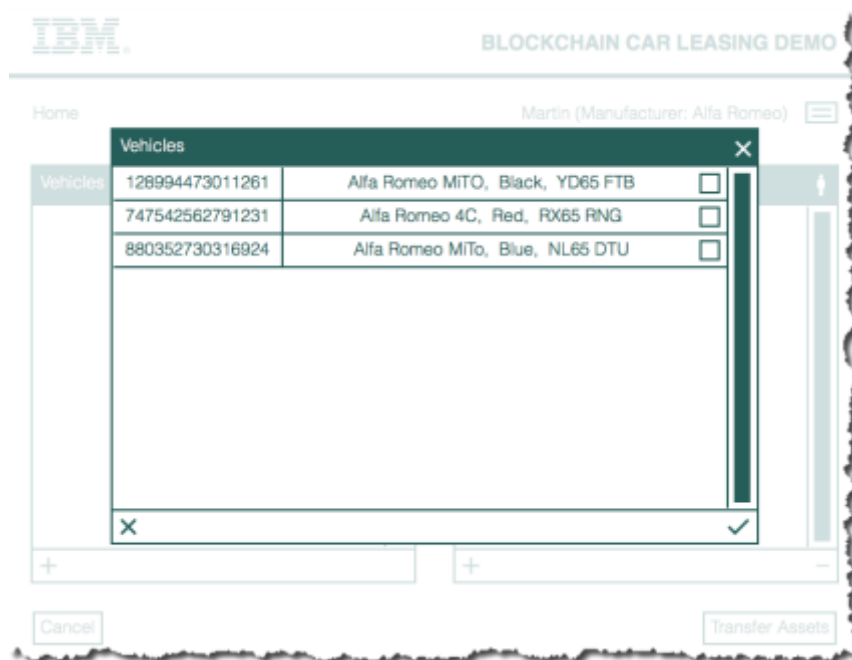 IBM.
BLOCKCHAIN CAR LEASING DEMO
Home
Martin (Manufacturer: Alfa Romeo)
Vehicles
Vehicles
128994473011261 Alfa Romeo MiTO, Black, YD65 FTB
747542562791231 Alfa Romeo 4C, Red, RX65 RNG
880352730316924 Alfa Romeo MiTo, Blue, NL65 DTU
Cancel
Transfer Assets